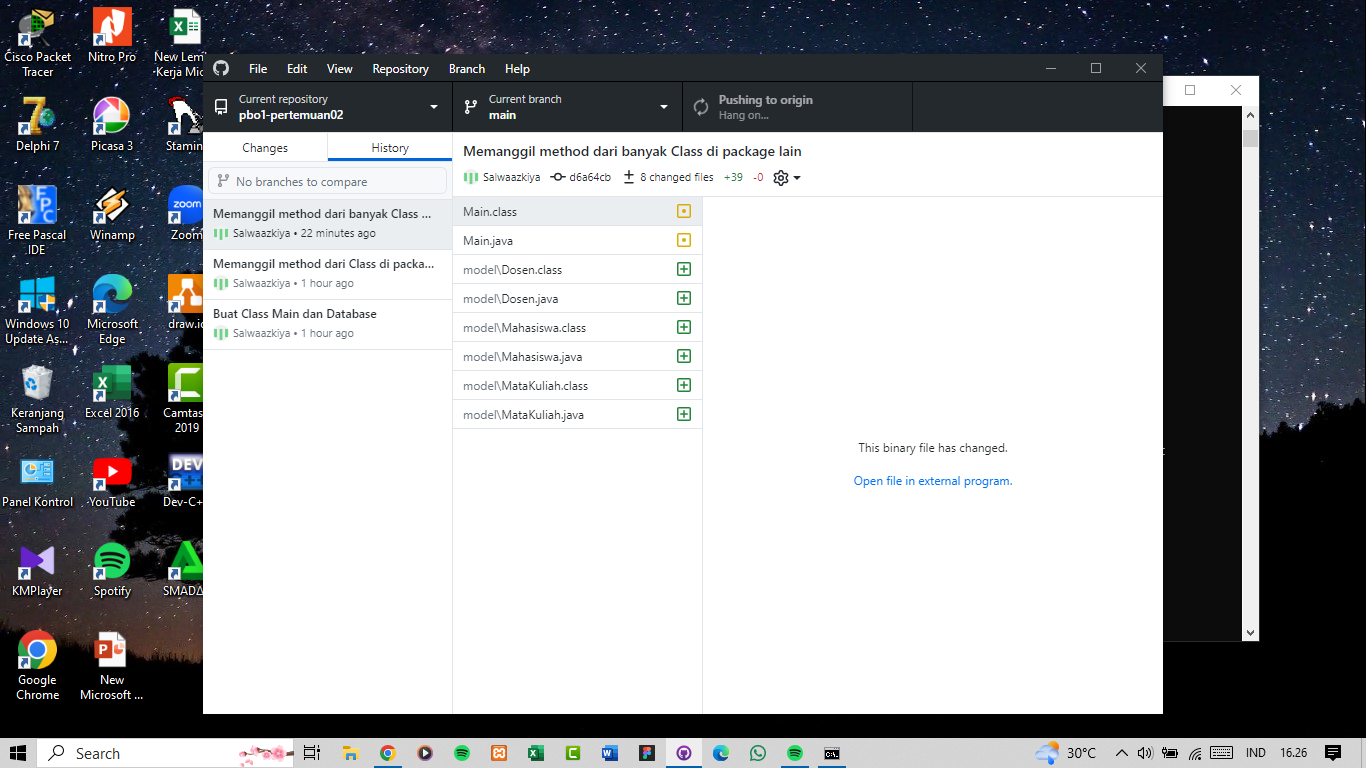 Cisco Packet
Tracer
Nitro Pro
New Lem
Kerja Mic
Delphi 7
Picasa 3
Stamin
Free Pascal
IDE
Winamp
Zoom
Windows 10
Update As...
Microsoft
Edge
draw.io
Keranjang
Sampah
Excel 2016
Camtas
2019
Panel Kontrol
YouTube
Dev-C+
KMPlayer
Spotify
SMADA
Google
Chrome
New
Microsoft ...
File Edit View Repository Branch Help
Current repository
pbo1-pertemuan02
Current branch
main
Pushing to origin
Hang on...
Changes
History
No branches to compare
Memanggil method dari banyak Class ...
Salwaazkiya • 22 minutes ago
Memanggil method dari Class di packa...
Salwaazkiya • 1 hour ago
Buat Class Main dan Database
Salwaazkiya • 1 hour ago
Memanggil method dari banyak Class di package lain
Salwaazkiya d6a64cb 8 changed files +39 -0
Main.class
Main.java
model\Dosen.class
model\Dosen.java
model\Mahasiswa.class
model\Mahasiswa.java
model\MataKuliah.class
model\MataKuliah.java
This binary file has changed.
Open file in external program.
Search
30°C
IND
16.26